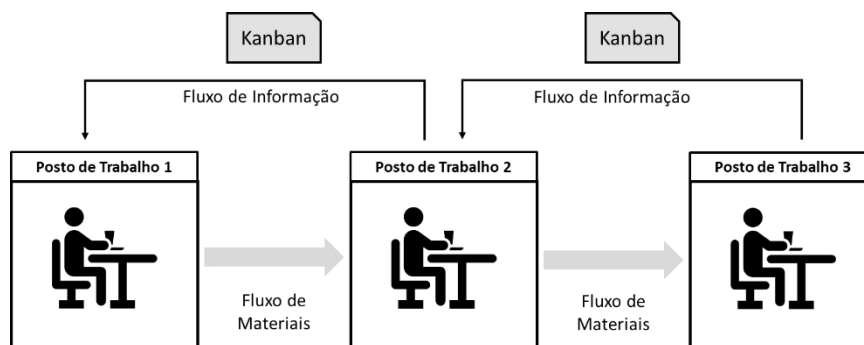 Kanban
Kanban
Fluxo de Informação
Fluxo de Informação
Posto de Trabalho 1
Posto de Trabalho 2
Posto de Trabalho 3
Fluxo de
Materiais
Fluxo de
Materiais